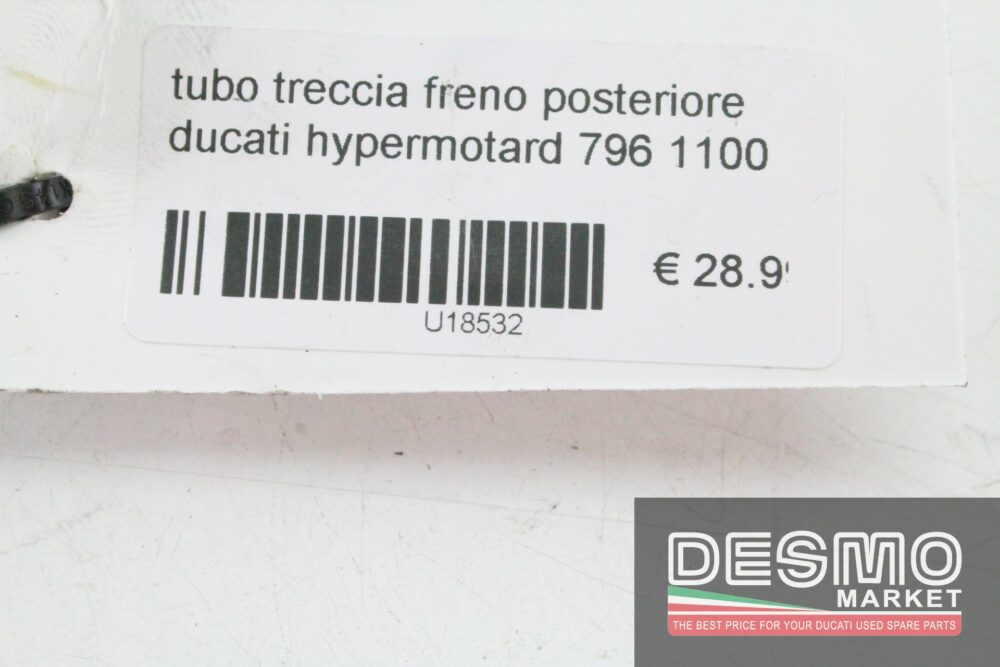 tubo treccia freno posteriore
ducati hypermotard 796 1100
€ 28.9
U18532
DESMO
MARKET
THE BEST PRICE FOR YOUR DUCATI USED SPARE PARTS